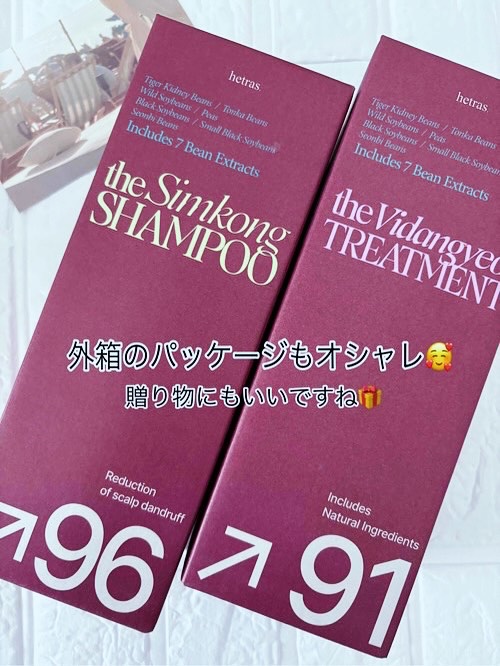 hetras.
Tiger Kidney Beans / Tonka Beans
Wild Soybeans / Peas
Black Soybeans / Small Black Soybeans
Seonbi Beans
Includes 7 Bean Extracts
the Simkong
SHAMPOO
Reduction
of scalp dandruff
↗96
hetras.
Tiger Kidney Beans / Tonka Beans
Wild Soybeans / Peas
Black Soybeans / Small Black Soybeans
Seonbi Beans
Includes 7 Bean Extracts
the Vidangyeol
TREATMENT
Includes
Natural Ingredients
↗91
外箱のパッケージもオシャレ🥰
贈り物にもいいですね🎁